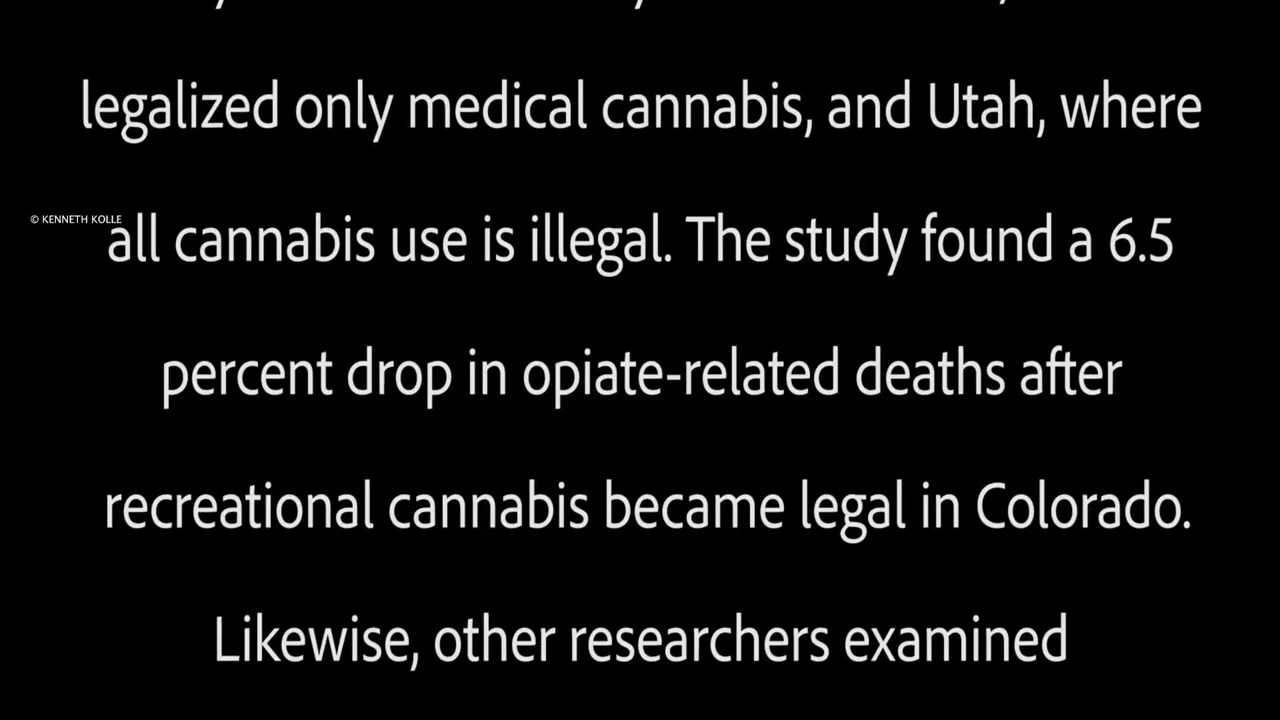 legalized only medical cannabis, and Utah, where
© KENNETH KOLLE
all cannabis use is illegal. The study found a 6.5
percent drop in opiate-related deaths after
recreational cannabis became legal in Colorado.
Likewise, other researchers examined